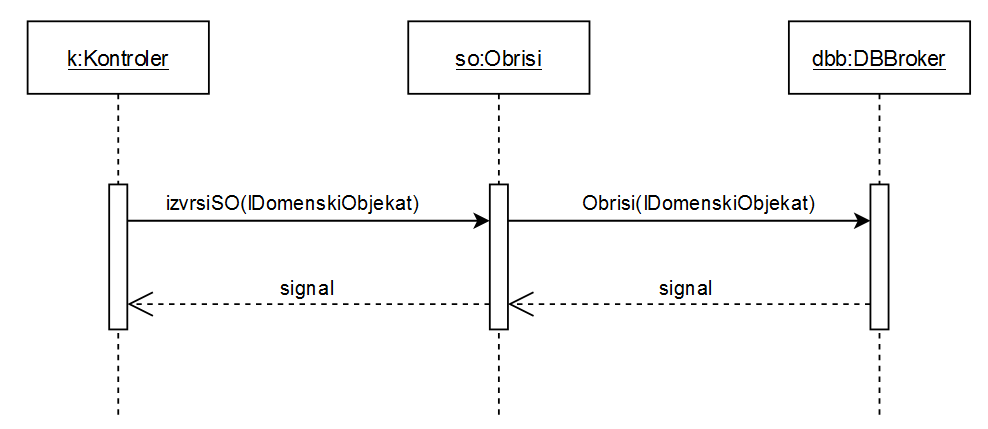 k:Kontroler
so:Obrisi
dbb:DBBroker
izvrsiSO(IDomenskiObjekat)
Obrisi(IDomenskiObjekat)
signal
signal